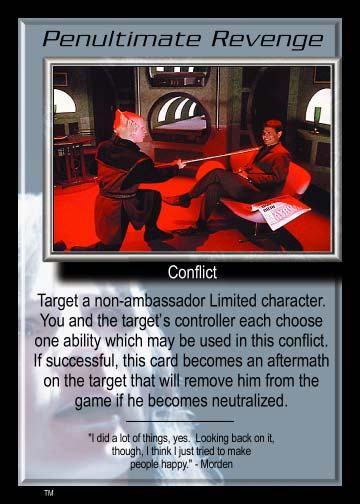 Penultimate Revenge
Conflict
Target a non-ambassador Limited character.
You and the target's controller each choose
one ability which may be used in this conflict.
If successful, this card becomes an aftermath
on the target that will remove him from the
game if he becomes neutralized.
"I did a lot of things, yes.  Looking back on it,
though, I think I just tried to make
people happy." - Morden
TM